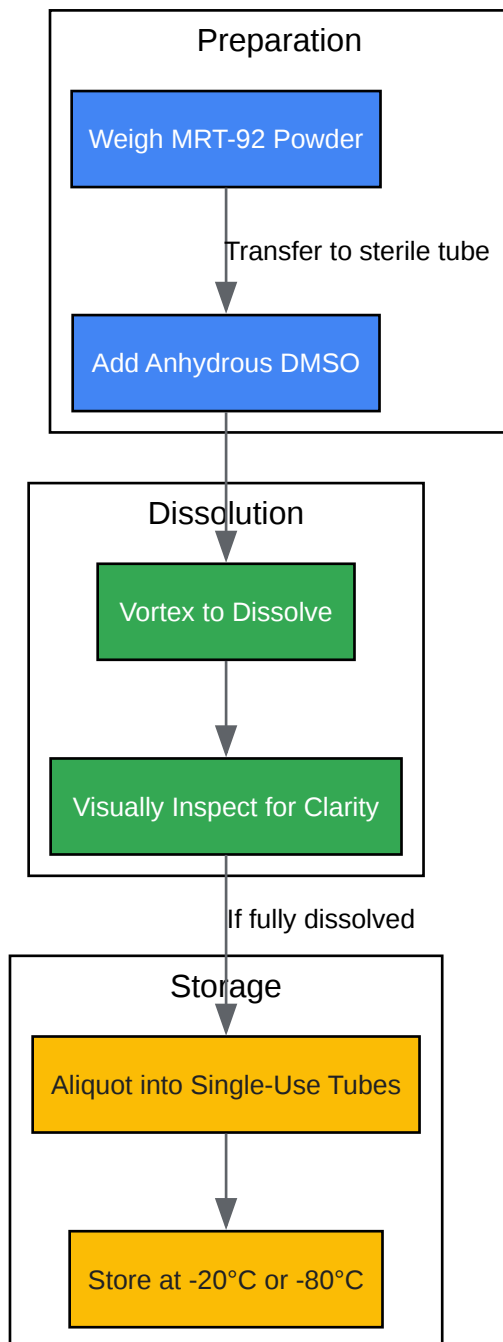 Preparation
Weigh MRT-92 Powder
Transfer to sterile tube
Add Anhydrous DMSO
Dissolution
Vortex to Dissolve
Visually Inspect for Clarity
If fully dissolved
Storage
Aliquot into Single-Use Tubes
Store at -20°C or -80°C